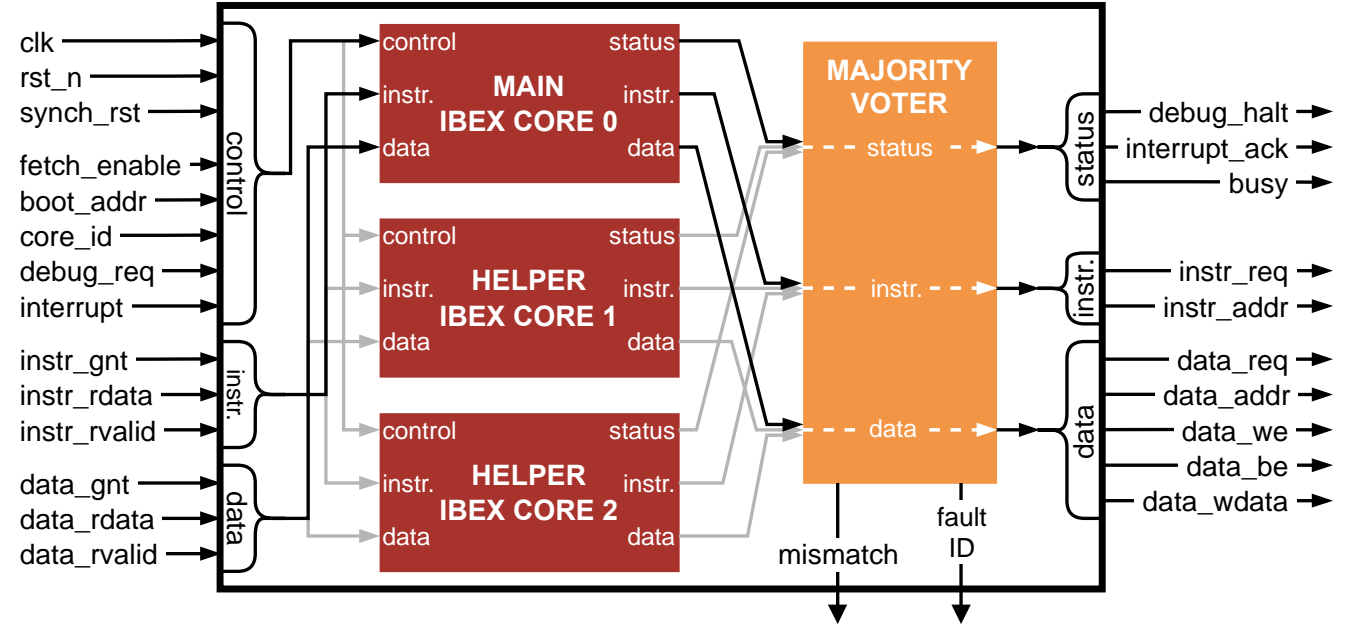 clk
rst_n
synch_rst
fetch_enable
boot_addr
core_id
debug_req
interrupt
instr_gnt
instr_rdata
instr_rvalid
data_gnt
data_rdata
data_rvalid
control
instr.
data
control
status
MAIN
instr.
instr.
IBEX CORE 0
data
data
control
status
HELPER
instr.
instr.
IBEX CORE 1
data
data
control
status
HELPER
instr.
instr.
IBEX CORE 2
data
data
MAJORITY
VOTER
status
instr.
data
mismatch
fault
ID
status
instr.
data
debug_halt
interrupt_ack
busy
instr_req
instr_addr
data_req
data_addr
data_we
data_be
data_wdata